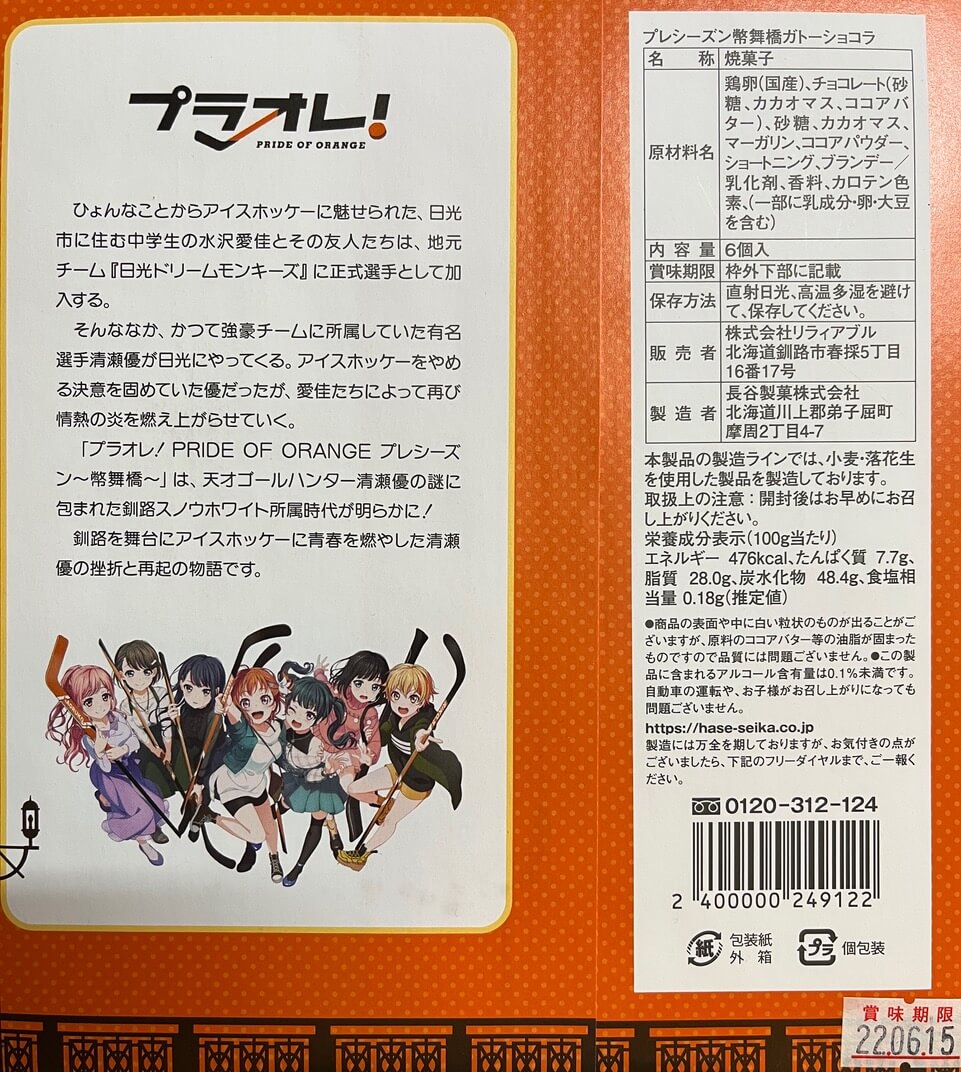 プラオレ!
PRIDE OF ORANGE
ひょんなことからアイスホッケーに魅せられた、日光
市に住む中学生の水沢愛佳とその友人たちは、地元
チーム『日光ドリームモンキーズ』に正式選手として加
入する。
そんななか、かつて強豪チームに所属していた有名
選手清瀬優が日光にやってくる。アイスホッケーをやめ
る決意を固めていた優だったが、愛佳たちによって再び
情熱の炎を燃え上がらせていく。
「プラオレ! PRIDE OF ORANGE プレシーズ
ン〜幣舞橋〜」は、天才ゴールハンター清瀬優の謎に
包まれた釧路スノウホワイト所属時代が明らかに!
釧路を舞台にアイスホッケーに青春を燃やした清瀬
優の挫折と再起の物語です。
プレシーズン幣舞橋ガトーショコラ
名称 焼菓子
原材料名 鶏卵(国産)、チョコレート(砂
糖、カカオマス、ココアバ
ター)、砂糖、カカオマス、
マーガリン、ココアパウダー、
ショートニング、ブランデー/
乳化剤、香料、カロテン色
素、(一部に乳成分・卵・大豆
を含む)
内容量 6個入
賞味期限 枠外下部に記載
保存方法 直射日光、高温多湿を避け
て、保存してください。
販売者 株式会社リライアブル
北海道釧路市春採5丁目
16番17号
製造者 長谷製菓株式会社
北海道川上郡弟子屈町
摩周2丁目4-7
本製品の製造ラインでは、小麦・落花生
を使用した製品を製造しております。
取扱上の注意:開封後はお早めにお召
し上がりください。
栄養成分表示(100g当たり)
エネルギー 476kcal、たんぱく質 7.7g、
脂質 28.0g、炭水化物 48.4g、食塩相
当量 0.18g(推定値)
●商品の表面や中に白い粒状のものが出ることがご
ざいますが、原料のココアバター等の油脂が固まった
ものですので品質には問題ございません。●この製
品に含まれるアルコール含有量は0.1%未満です。
自動車の運転や、お子様がお召し上がりになっても
問題ございません。
https://hase-seika.co.jp
製造には万全を期しておりますが、お気付きの点が
ございましたら、下記のフリーダイヤルまで、ご一報く
ださい。
0120-312-124
2 400000 249122
紙 包装紙
外箱
プラ 個包装
賞味期限
22.06.15